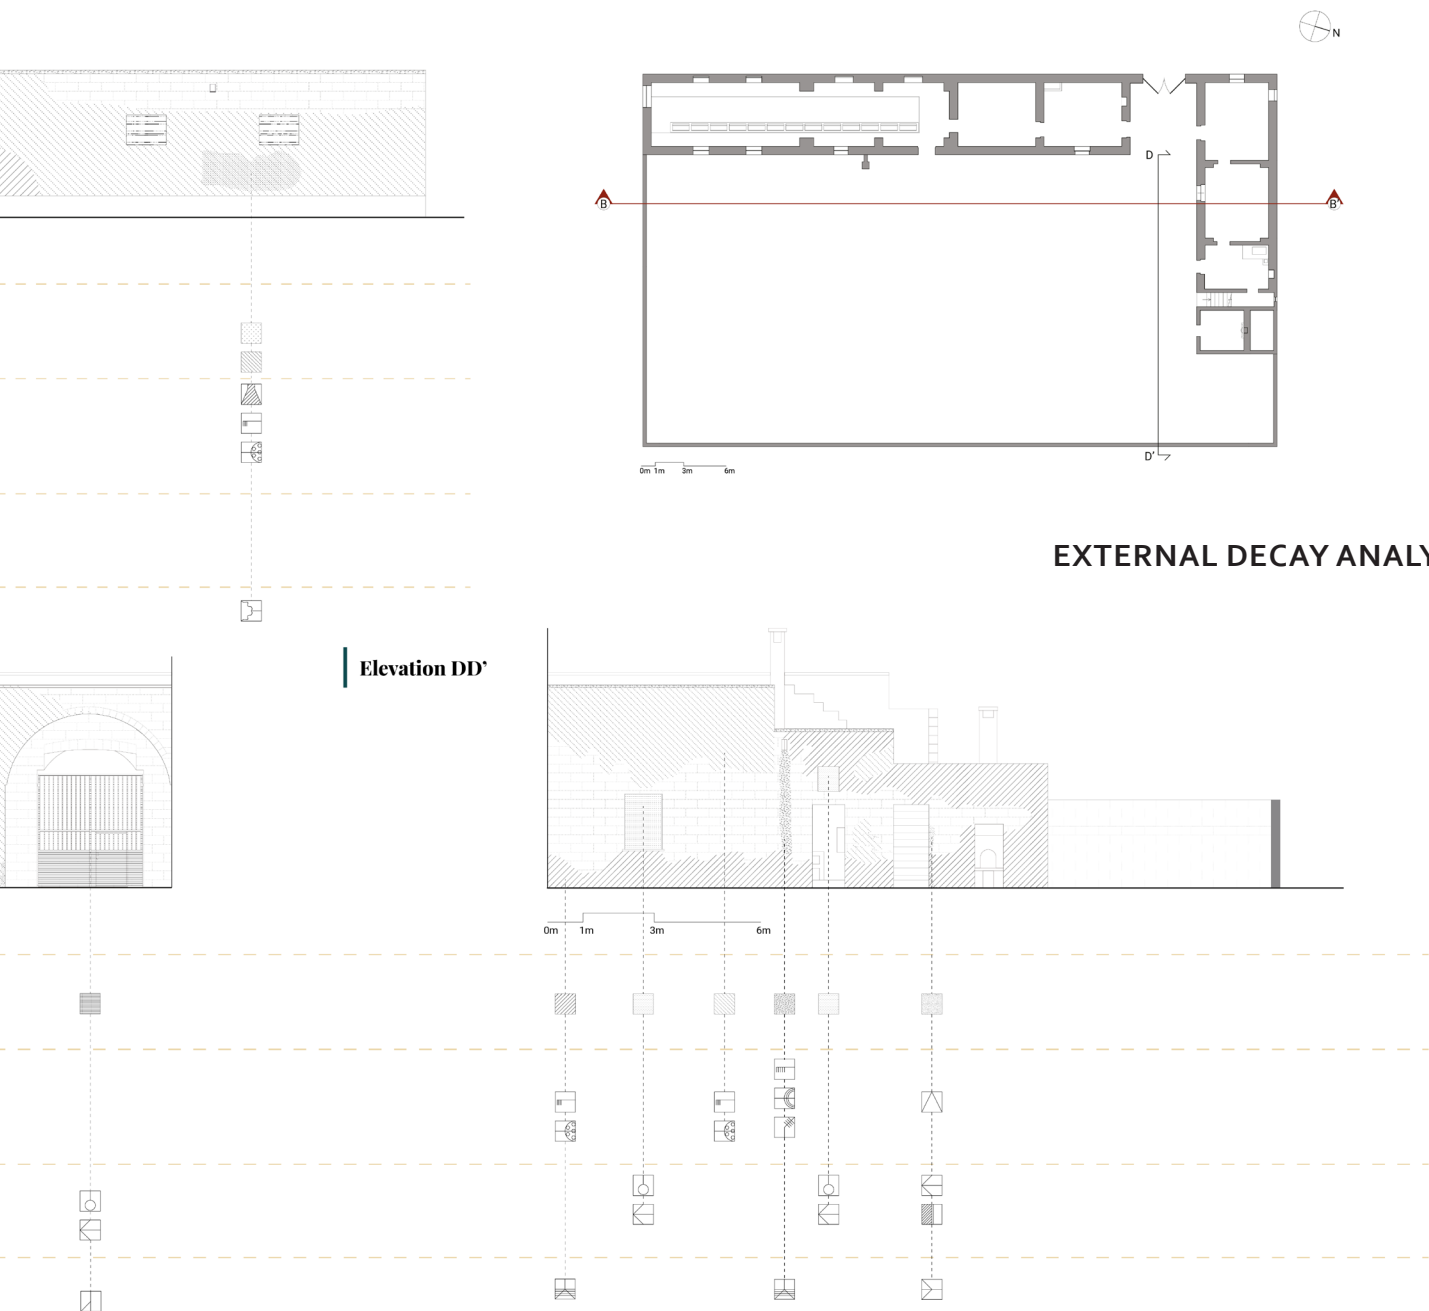 N
D
B
B'
D'
0m 1m 3m 6m
EXTERNAL DECAY ANALY
Elevation DD’
0m 1m 3m 6m